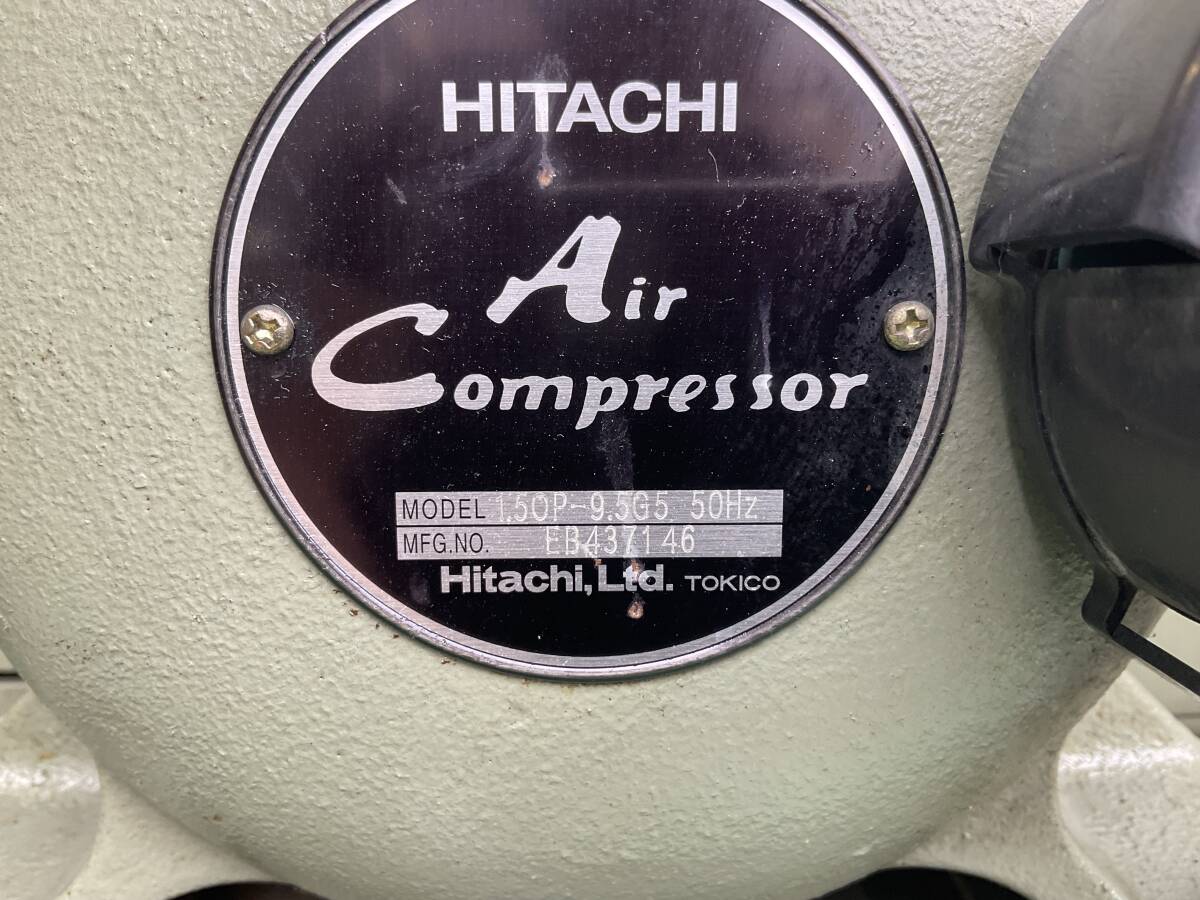 HITACHI
Air
Compressor
MODEL 1.5OP-9.5G5 50Hz
MFG.NO. EB437146
Hitachi, Ltd. TOKICO